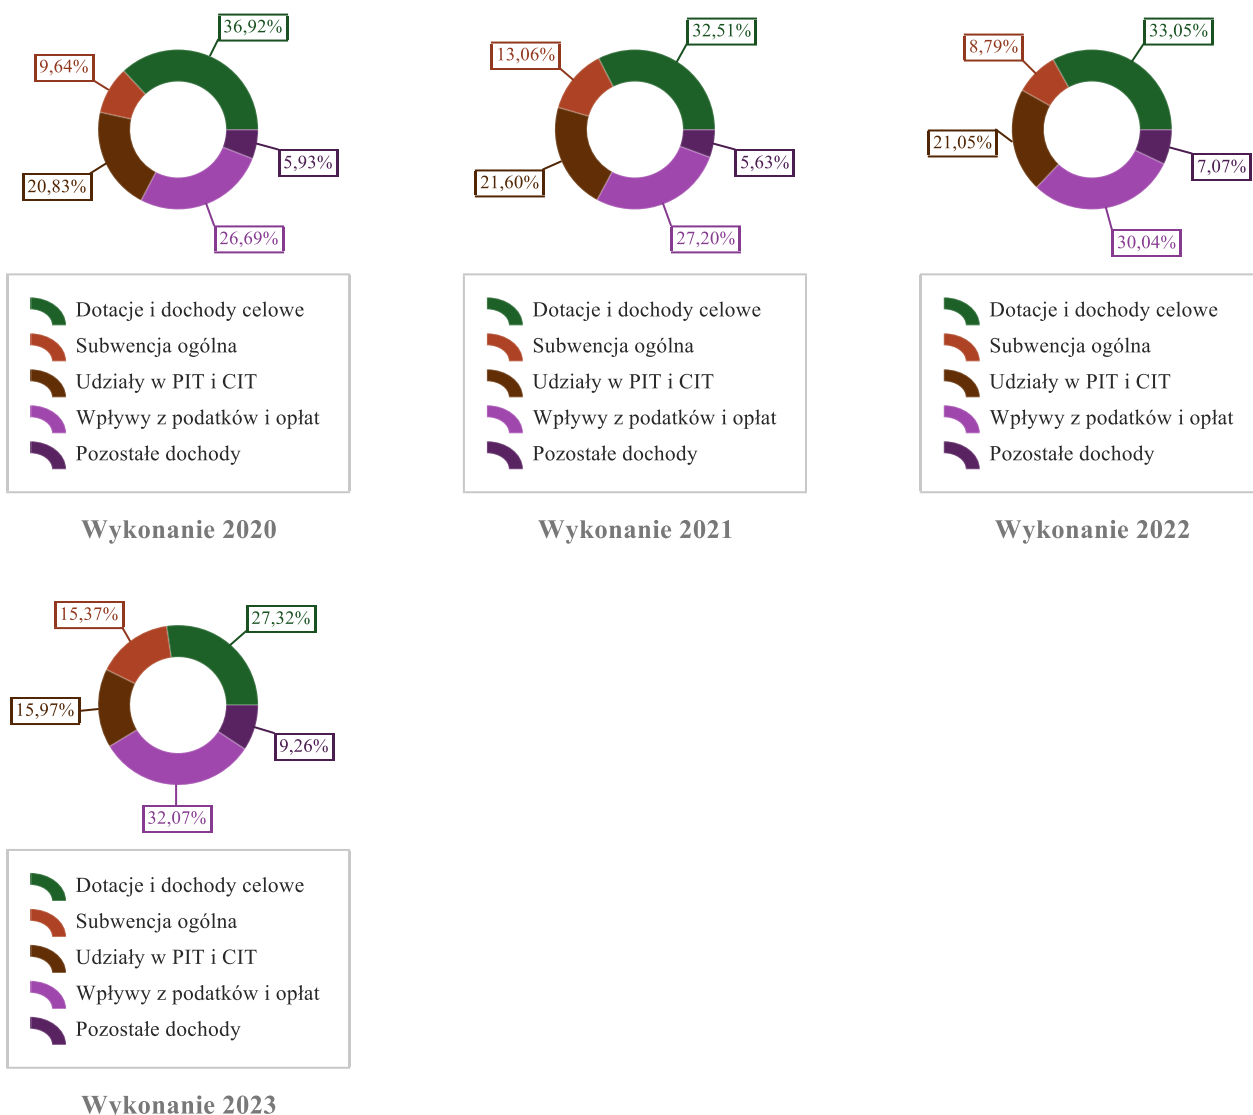 36,92%
9,64%
5,93%
20,83%
26,69%
Dotacje i dochody celowe
Subwencja ogólna
Udziały w PIT i CIT
Wpływy z podatków i opłat
Pozostałe dochody
Wykonanie 2020
32,51%
13,06%
5,63%
21,60%
27,20%
Dotacje i dochody celowe
Subwencja ogólna
Udziały w PIT i CIT
Wpływy z podatków i opłat
Pozostałe dochody
Wykonanie 2021
33,05%
8,79%
21,05%
7,07%
30,04%
Dotacje i dochody celowe
Subwencja ogólna
Udziały w PIT i CIT
Wpływy z podatków i opłat
Pozostałe dochody
Wykonanie 2022
15,37%
27,32%
15,97%
9,26%
32,07%
Dotacje i dochody celowe
Subwencja ogólna
Udziały w PIT i CIT
Wpływy z podatków i opłat
Pozostałe dochody
Wykonanie 2023